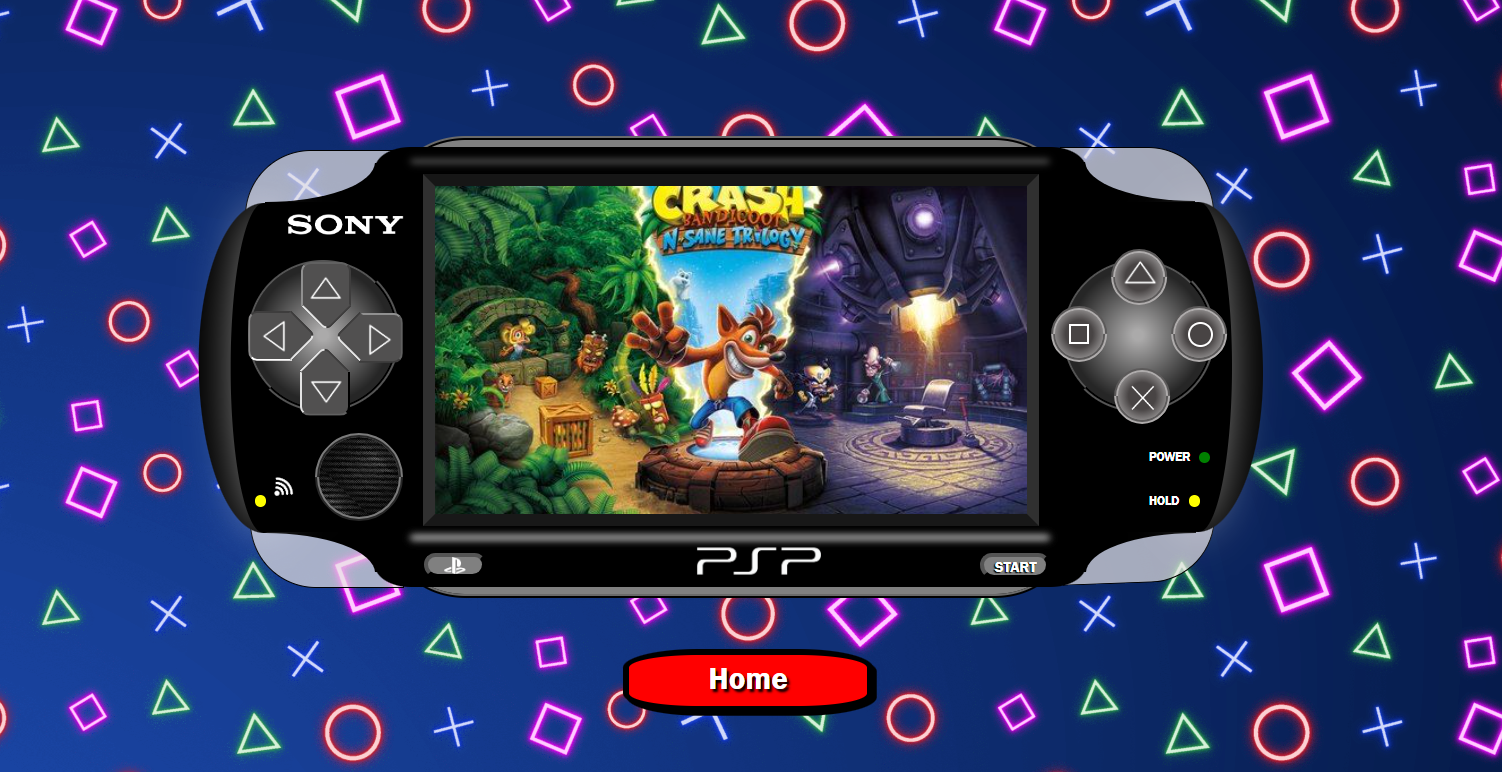 SONY
CRASH
BANDICOOT
N. SANE TRILOGY
POWER
HOLD
PSP
START
Home